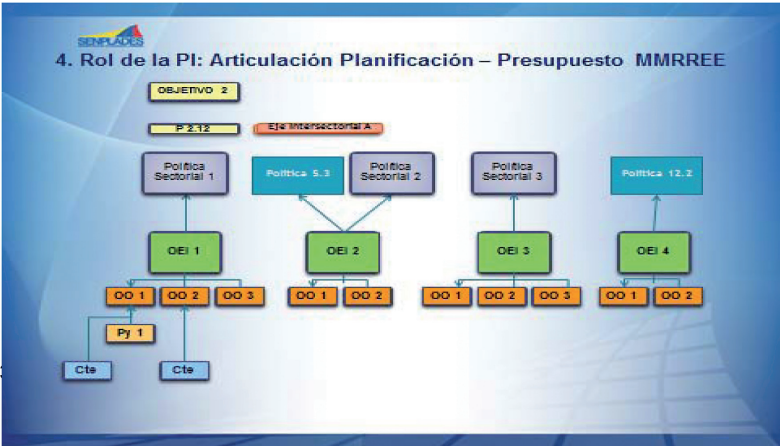 SENPLADES
4. Rol de la PI: Articulación Planificación – Presupuesto MMRREE
OBJETIVO 2
P 2.12
Eje Intersectorial A
Política
Sectorial 1
Política 5.3
Política
Sectorial 2
Política
Sectorial 3
Política 12.2
OEI 1
OEI 2
OEI 3
OEI 4
OO 1
OO 2
OO 3
OO 1
OO 2
OO 1
OO 2
OO 3
OO 1
OO 2
Py 1
Cte
Cte